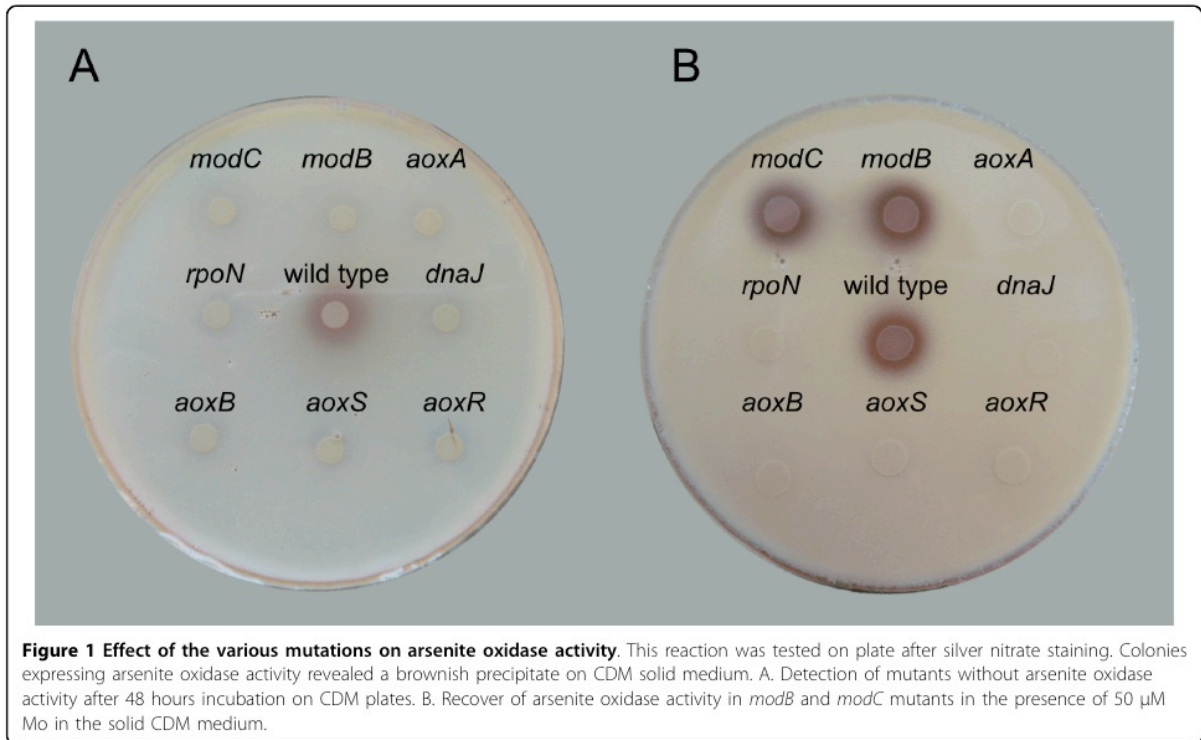 A B
modC modB aoxA
modC modB aoxA
rpoN wild type dnaJ
rpoN wild type dnaJ
aoxB aoxS aoxR
aoxB aoxS aoxR
Figure 1 Effect of the various mutations on arsenite oxidase activity. This reaction was tested on plate after silver nitrate staining. Colonies
expressing arsenite oxidase activity revealed a brownish precipitate on CDM solid medium. A. Detection of mutants without arsenite oxidase
activity after 48 hours incubation on CDM plates. B. Recover of arsenite oxidase activity in modB and modC mutants in the presence of 50 μM
Mo in the solid CDM medium.